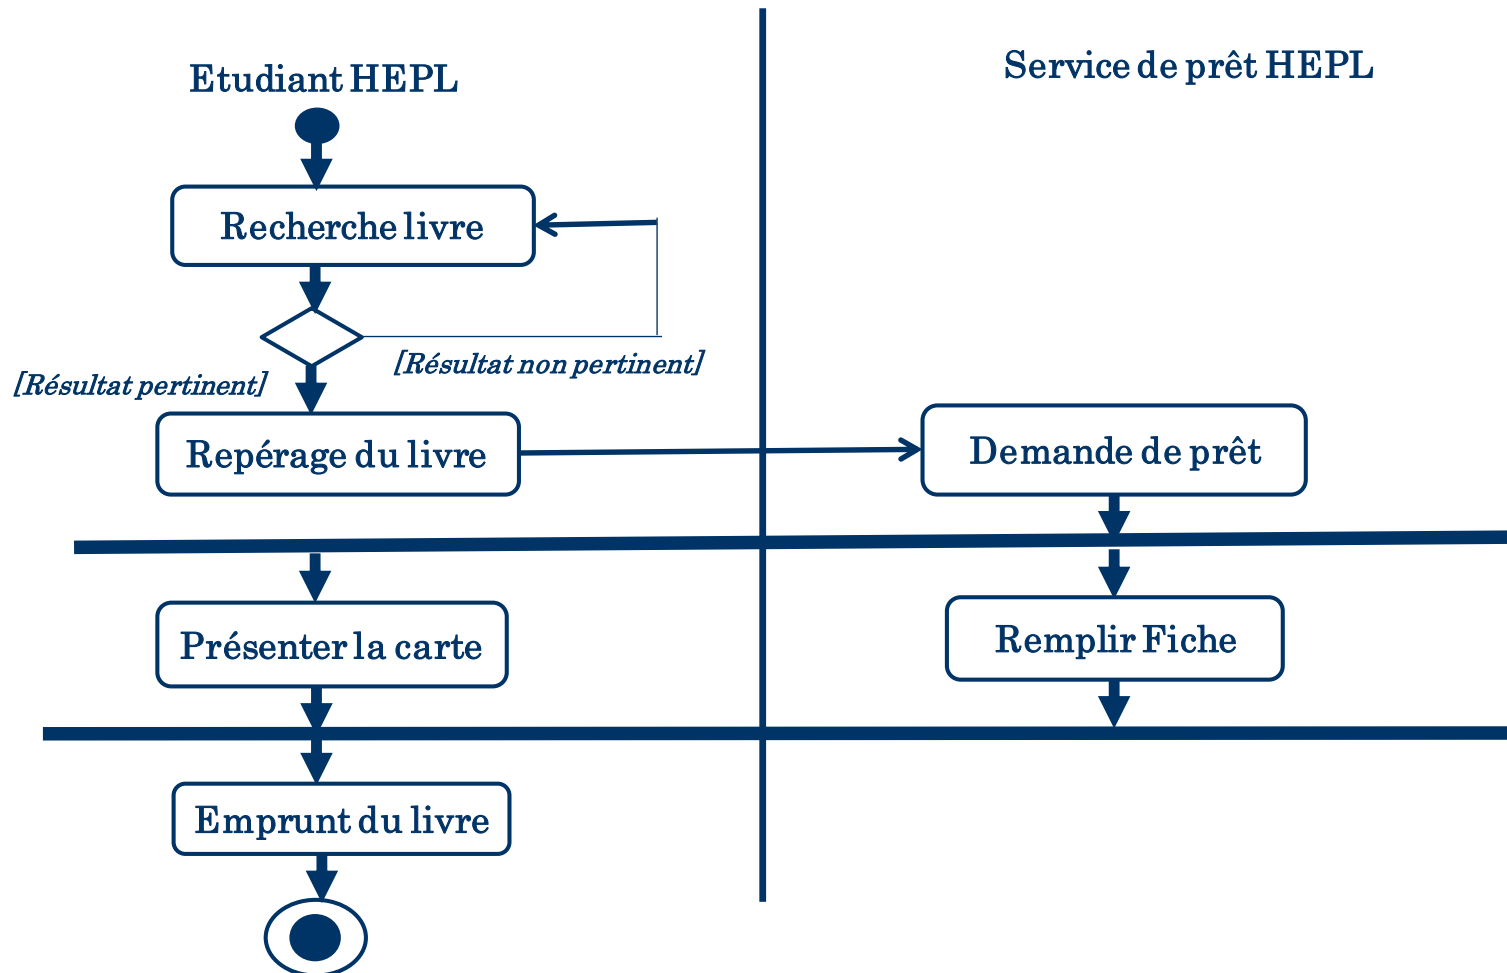 Etudiant HEPL
Service de prêt HEPL
Recherche livre
[Résultat non pertinent]
[Résultat pertinent]
Repérage du livre
Demande de prêt
Présenter la carte
Remplir Fiche
Emprunt du livre